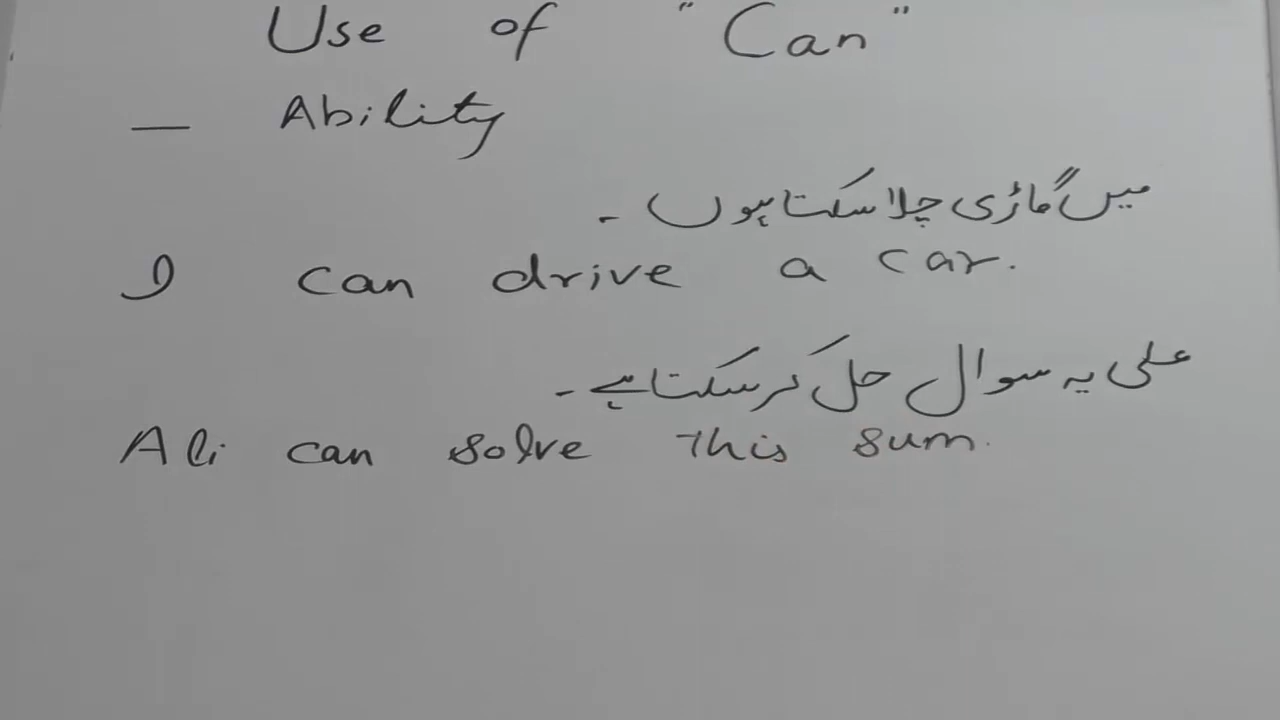 Use of "Can"
— Ability
میں گاڑی چلا سکتا ہوں ۔
I can drive a car.
علی یہ سوال حل کر سکتا ہے ۔
Ali can solve this sum.